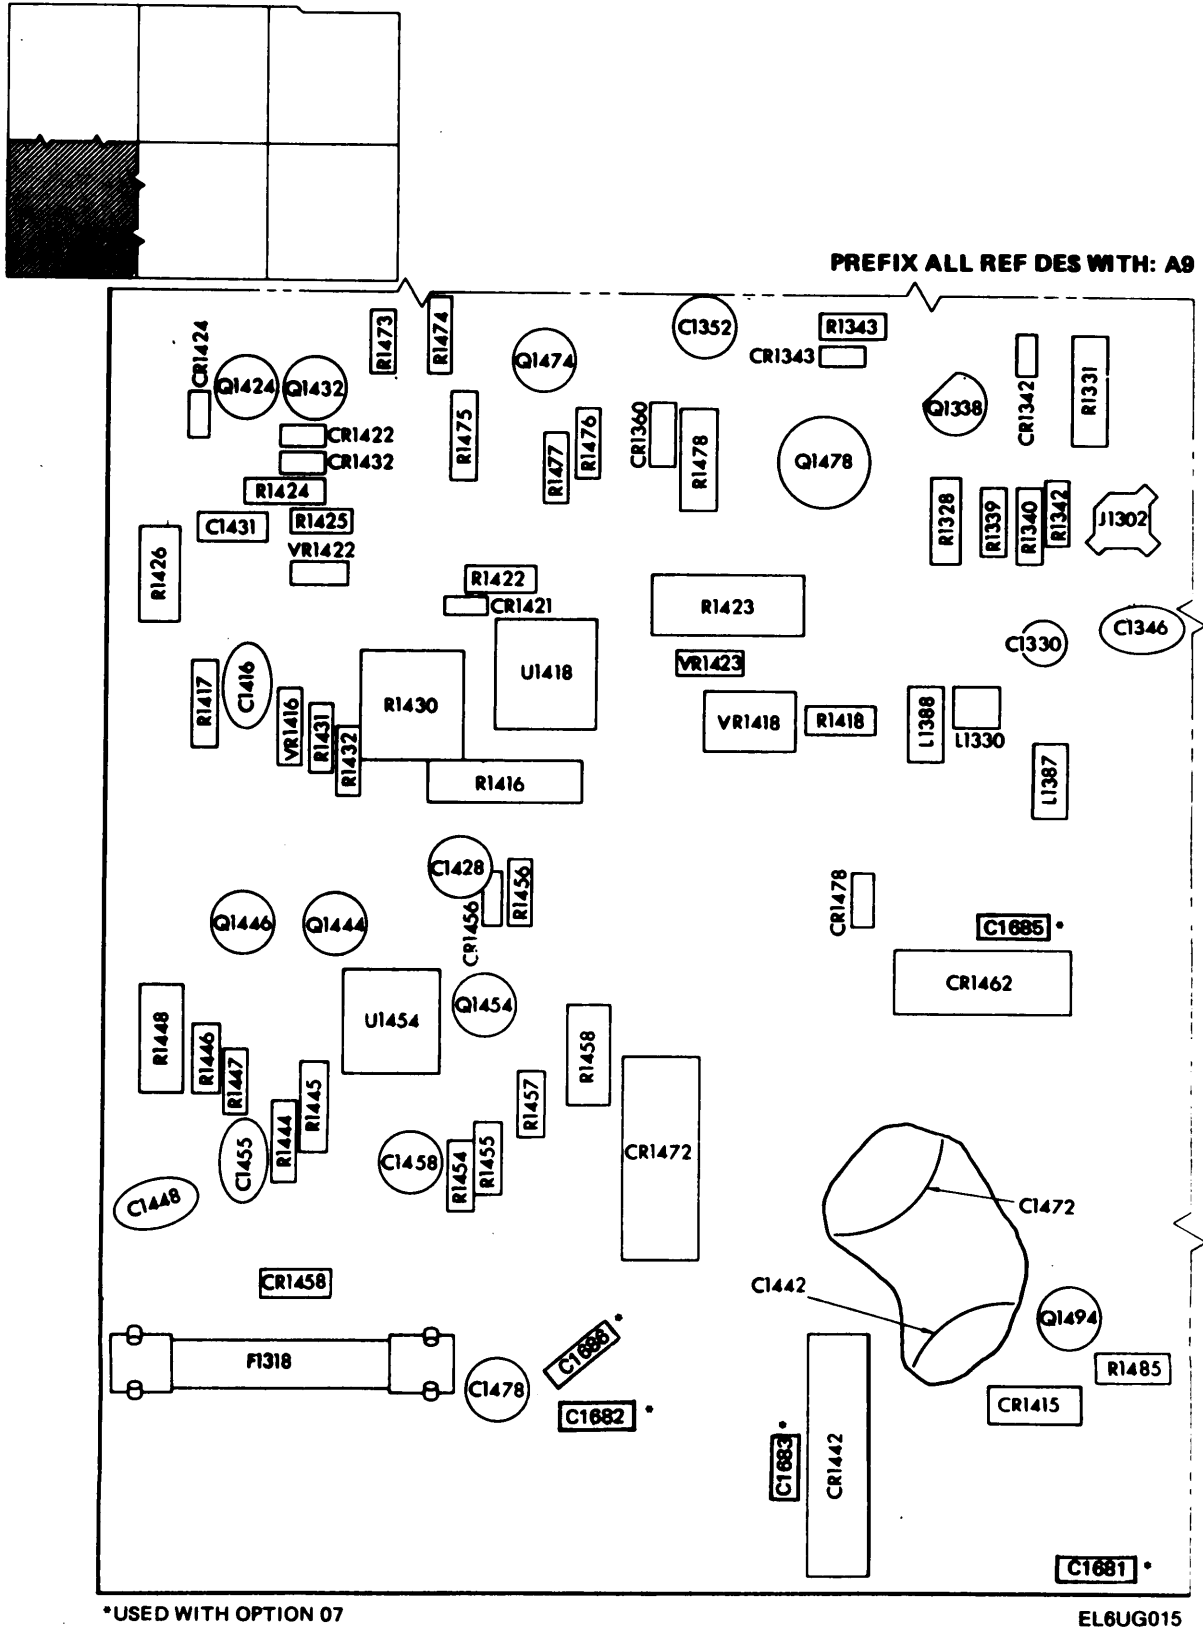 PREFIX ALL REF DES WITH: A9
CR1424
Q1424
Q1432
R1473
R1474
Q1474
C1352
R1343
CR1343
Q1338
CR1342
R1331
CR1422
CR1432
R1475
R1477
R1476
CR1360
R1478
Q1478
R1424
C1431
R1425
VR1422
R1426
R1328
R1339
R1340
R1342
J1302
R1422
CR1421
R1423
C1330
C1346
R1417
C1416
VR1416
R1431
R1432
R1430
U1418
VR1423
VR1418
R1418
L1388
L1330
L1387
R1416
C1428
CR1456
R1456
CR1478
C1685 *
Q1446
Q1444
CR1462
R1448
R1446
R1447
U1454
Q1454
R1458
R1445
R1444
R1457
C1455
C1458
R1454
R1455
CR1472
C1448
C1472
CR1458
C1442
Q1494
F1318
C1686 *
C1478
C1682 *
R1485
CR1415
C1683 *
CR1442
C1681 *
*USED WITH OPTION 07
EL6UG015